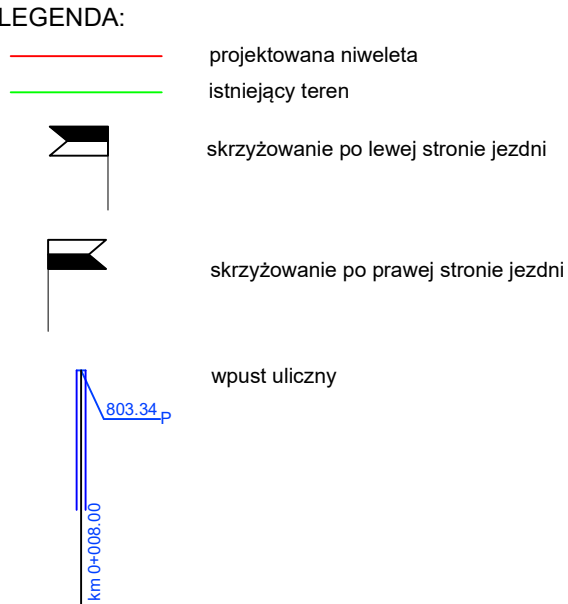 LEGENDA:
projektowana niweleta
istniejący teren
skrzyżowanie po lewej stronie jezdni
skrzyżowanie po prawej stronie jezdni
wpust uliczny
803.34 P
km 0+008.00